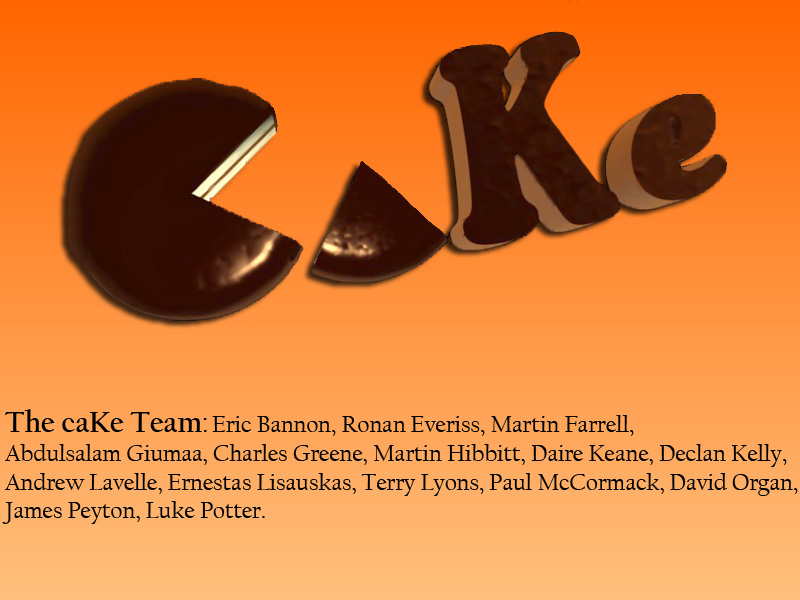 caKe
The caKe Team: Eric Bannon, Ronan Everiss, Martin Farrell,
Abdulsalam Giumaa, Charles Greene, Martin Hibbitt, Daire Keane, Declan Kelly,
Andrew Lavelle, Ernestas Lisauskas, Terry Lyons, Paul McCormack, David Organ,
James Peyton, Luke Potter.